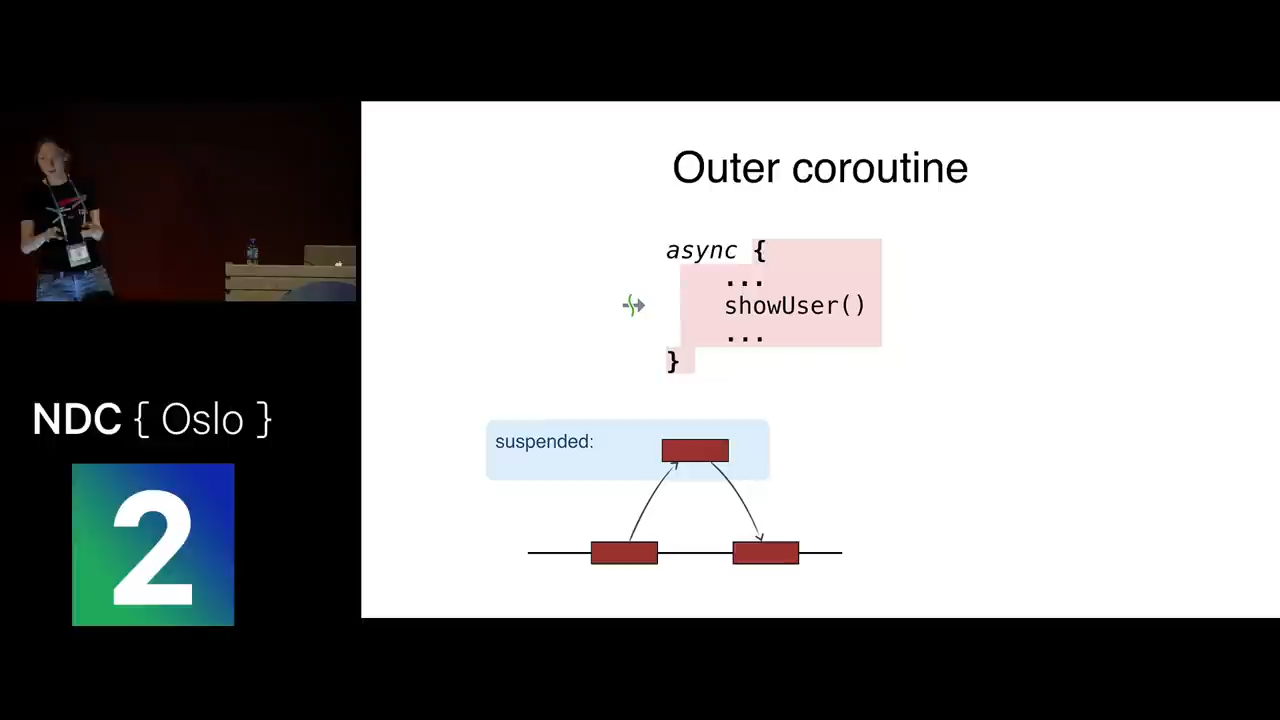 Outer coroutine
async {
...
showUser()
...
}
suspended:
NDC { Oslo }
2